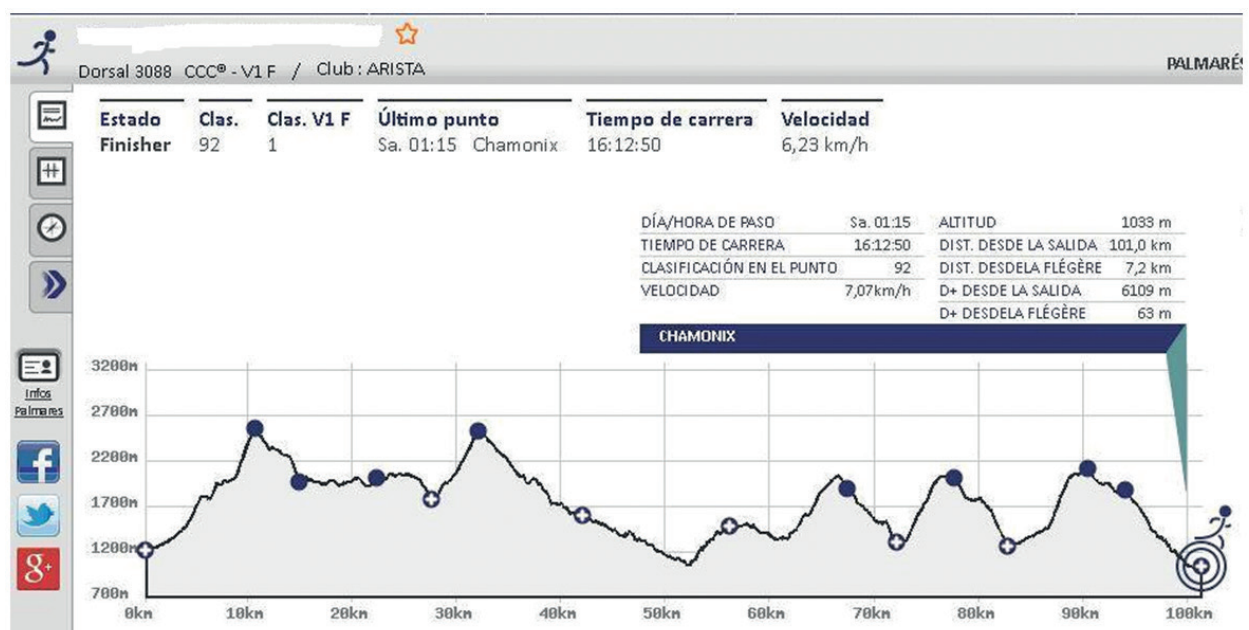 Dorsal 3088 CCC® - V1 F / Club : ARISTA
PALMARÉS
Estado Clas. Clas. V1 F Último punto Tiempo de carrera Velocidad
Finisher 92 1 Sa. 01:15 Chamonix 16:12:50 6,23 km/h
DÍA/HORA DE PASO Sa. 01:15 ALTITUD 1033 m
TIEMPO DE CARRERA 16:12:50 DIST. DESDE LA SALIDA 101,0 km
CLASIFICACIÓN EN EL PUNTO 92 DIST. DESDELA FLÉGÈRE 7,2 km
VELOCIDAD 7,07km/h D+ DESDE LA SALIDA 6109 m
D+ DESDELA FLÉGÈRE 63 m
CHAMONIX
Infos
Palmares
3200m
2700m
2200m
1700m
1200m
700m
0km 10km 20km 30km 40km 50km 60km 70km 80km 90km 100km
f
g+